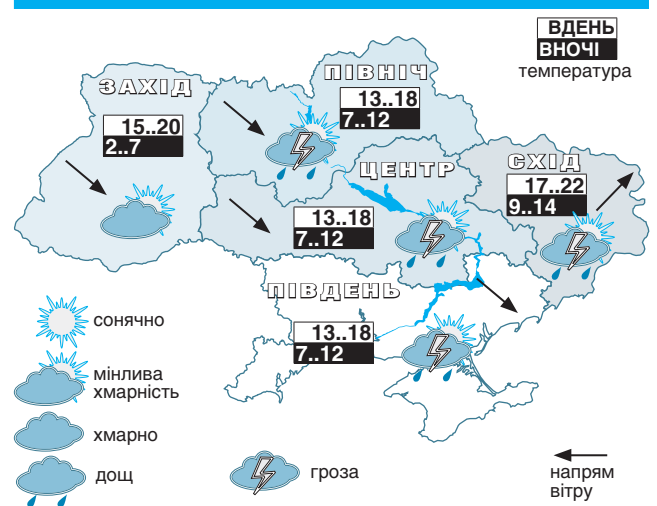 ВДЕНЬ
ВНОЧІ
температура
ПІВНІЧ
13..18
7..12
ЗАХІД
15..20
2..7
ЦЕНТР
13..18
7..12
СХІД
17..22
9..14
ПІВДЕНЬ
13..18
7..12
сонячно
мінлива
хмарність
хмарно
дощ
гроза
напрям
вітру